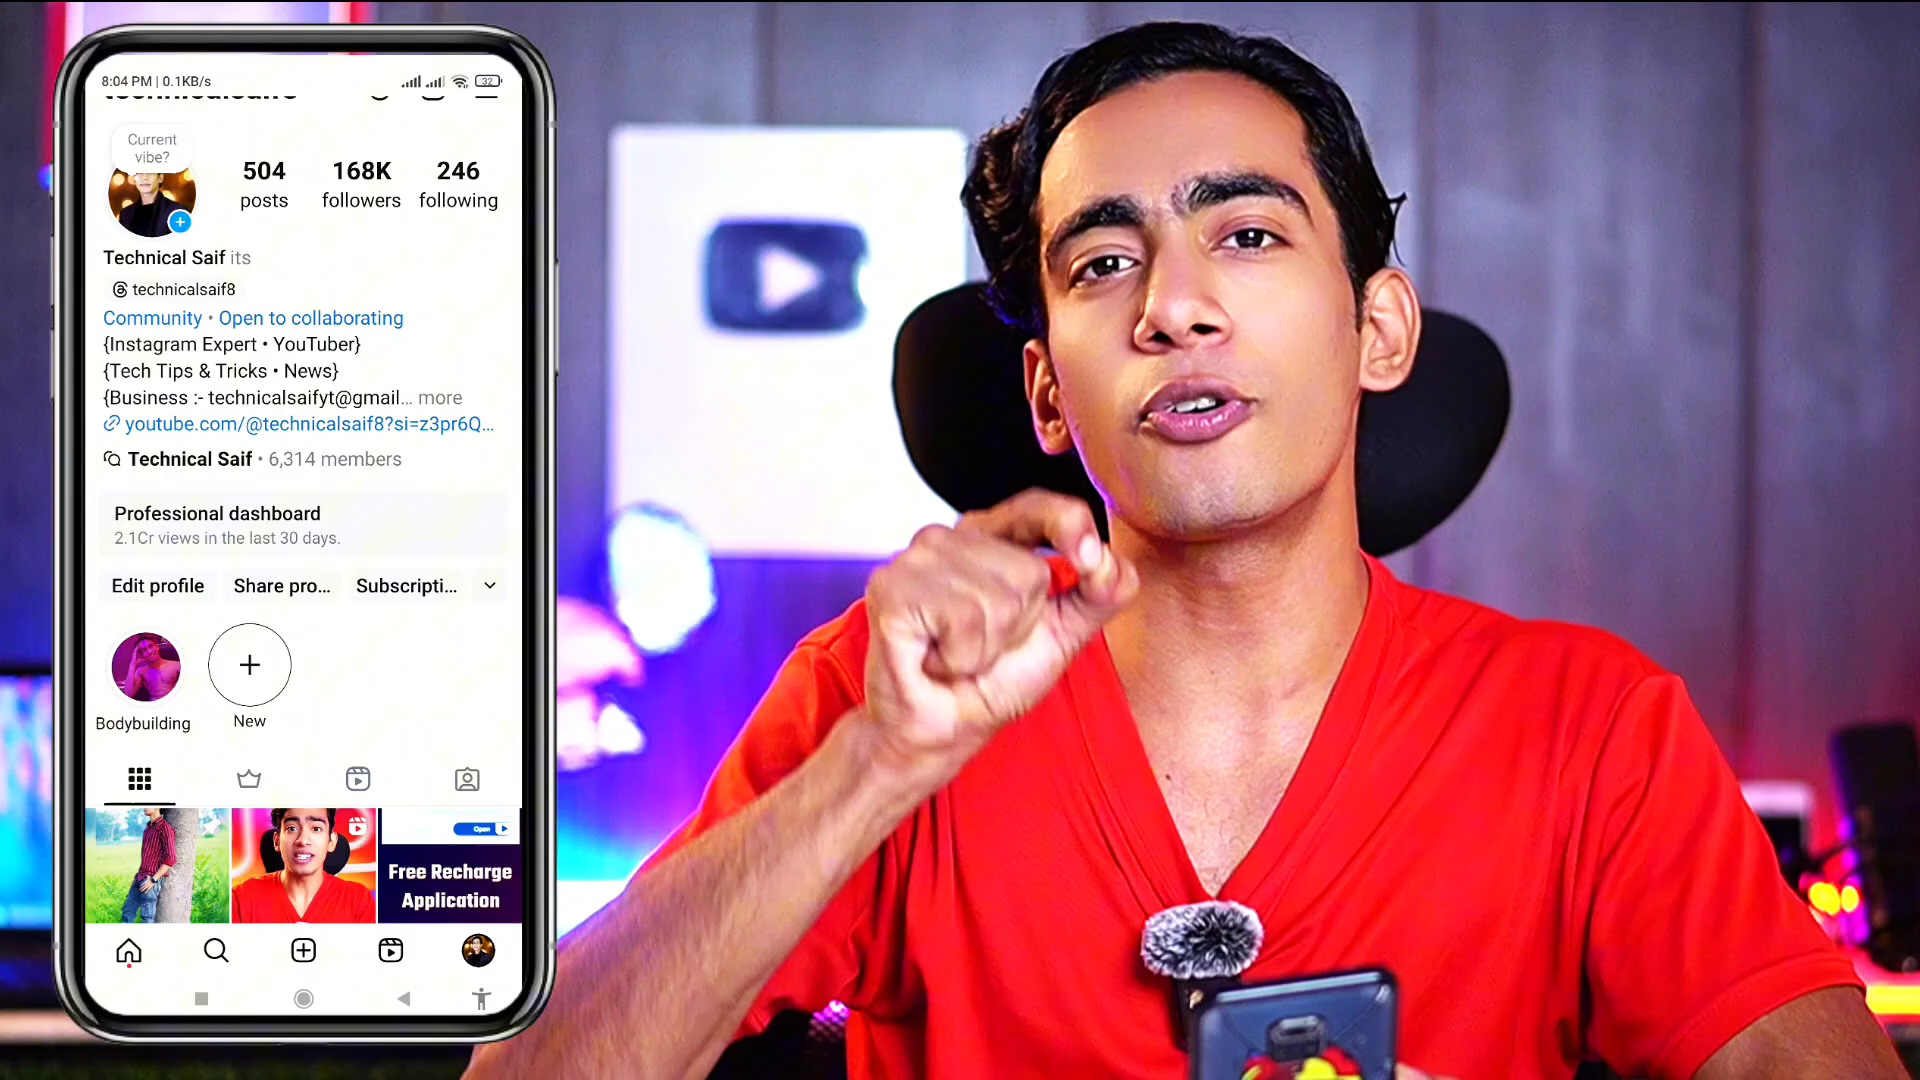 8:04 PM | 0.1KB/s
32
Current
vibe?
504
posts
168K
followers
246
following
Technical Saif its
technicalsaif8
Community • Open to collaborating
{Instagram Expert • YouTuber}
{Tech Tips & Tricks • News}
{Business :- technicalsaifyt@gmail... more
youtube.com/@technicalsaif8?si=z3pr6Q...
Technical Saif • 6,314 members
Professional dashboard
2.1Cr views in the last 30 days.
Edit profile
Share pro...
Subscripti...
Bodybuilding
New
Open
Free Recharge
Application